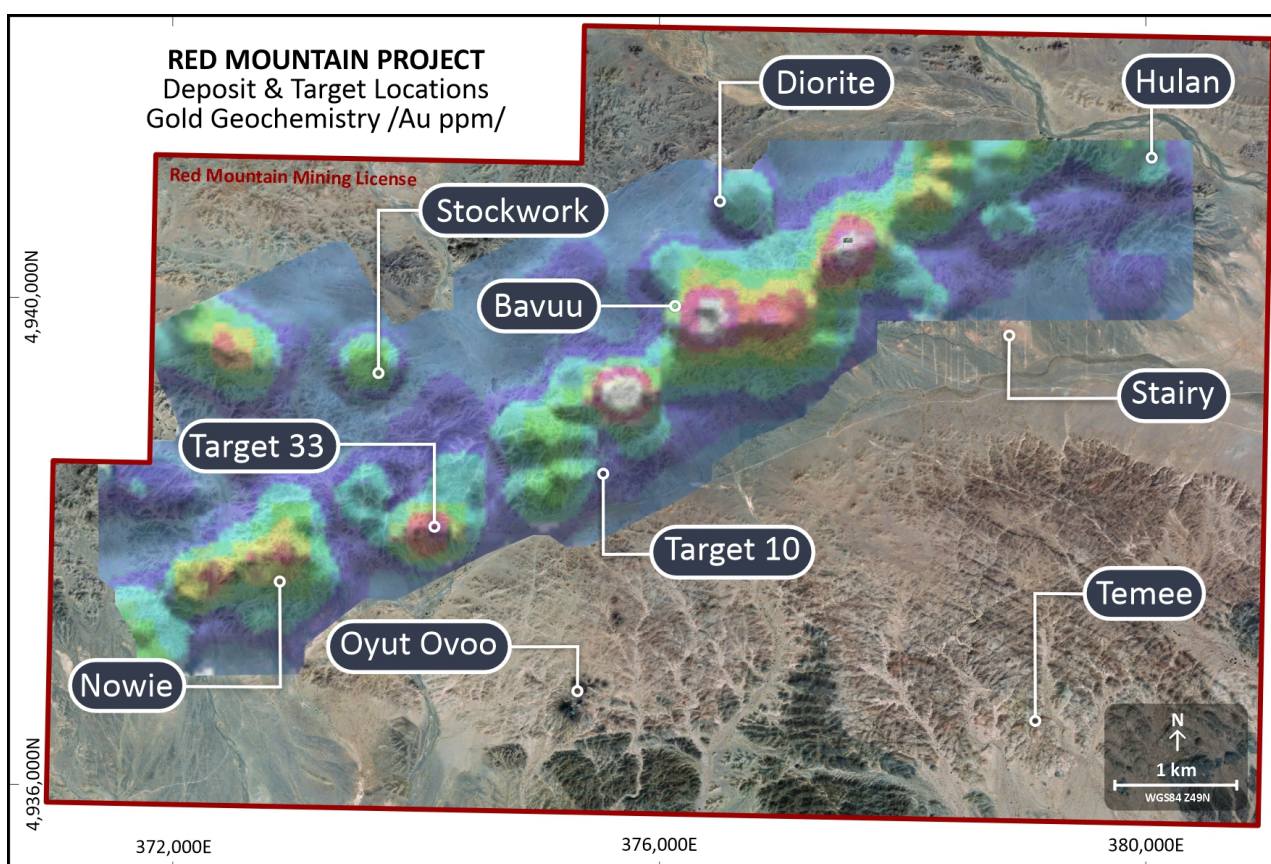 RED MOUNTAIN PROJECT
Deposit & Target Locations
Gold Geochemistry /Au ppm/
Red Mountain Mining License
Diorite
Hulan
Stockwork
Bavuu
Stairy
Target 33
Target 10
Temee
Oyut Ovoo
Nowie
N
1 km
WGS84 Z49N
4,940,000N
4,936,000N
372,000E
376,000E
380,000E